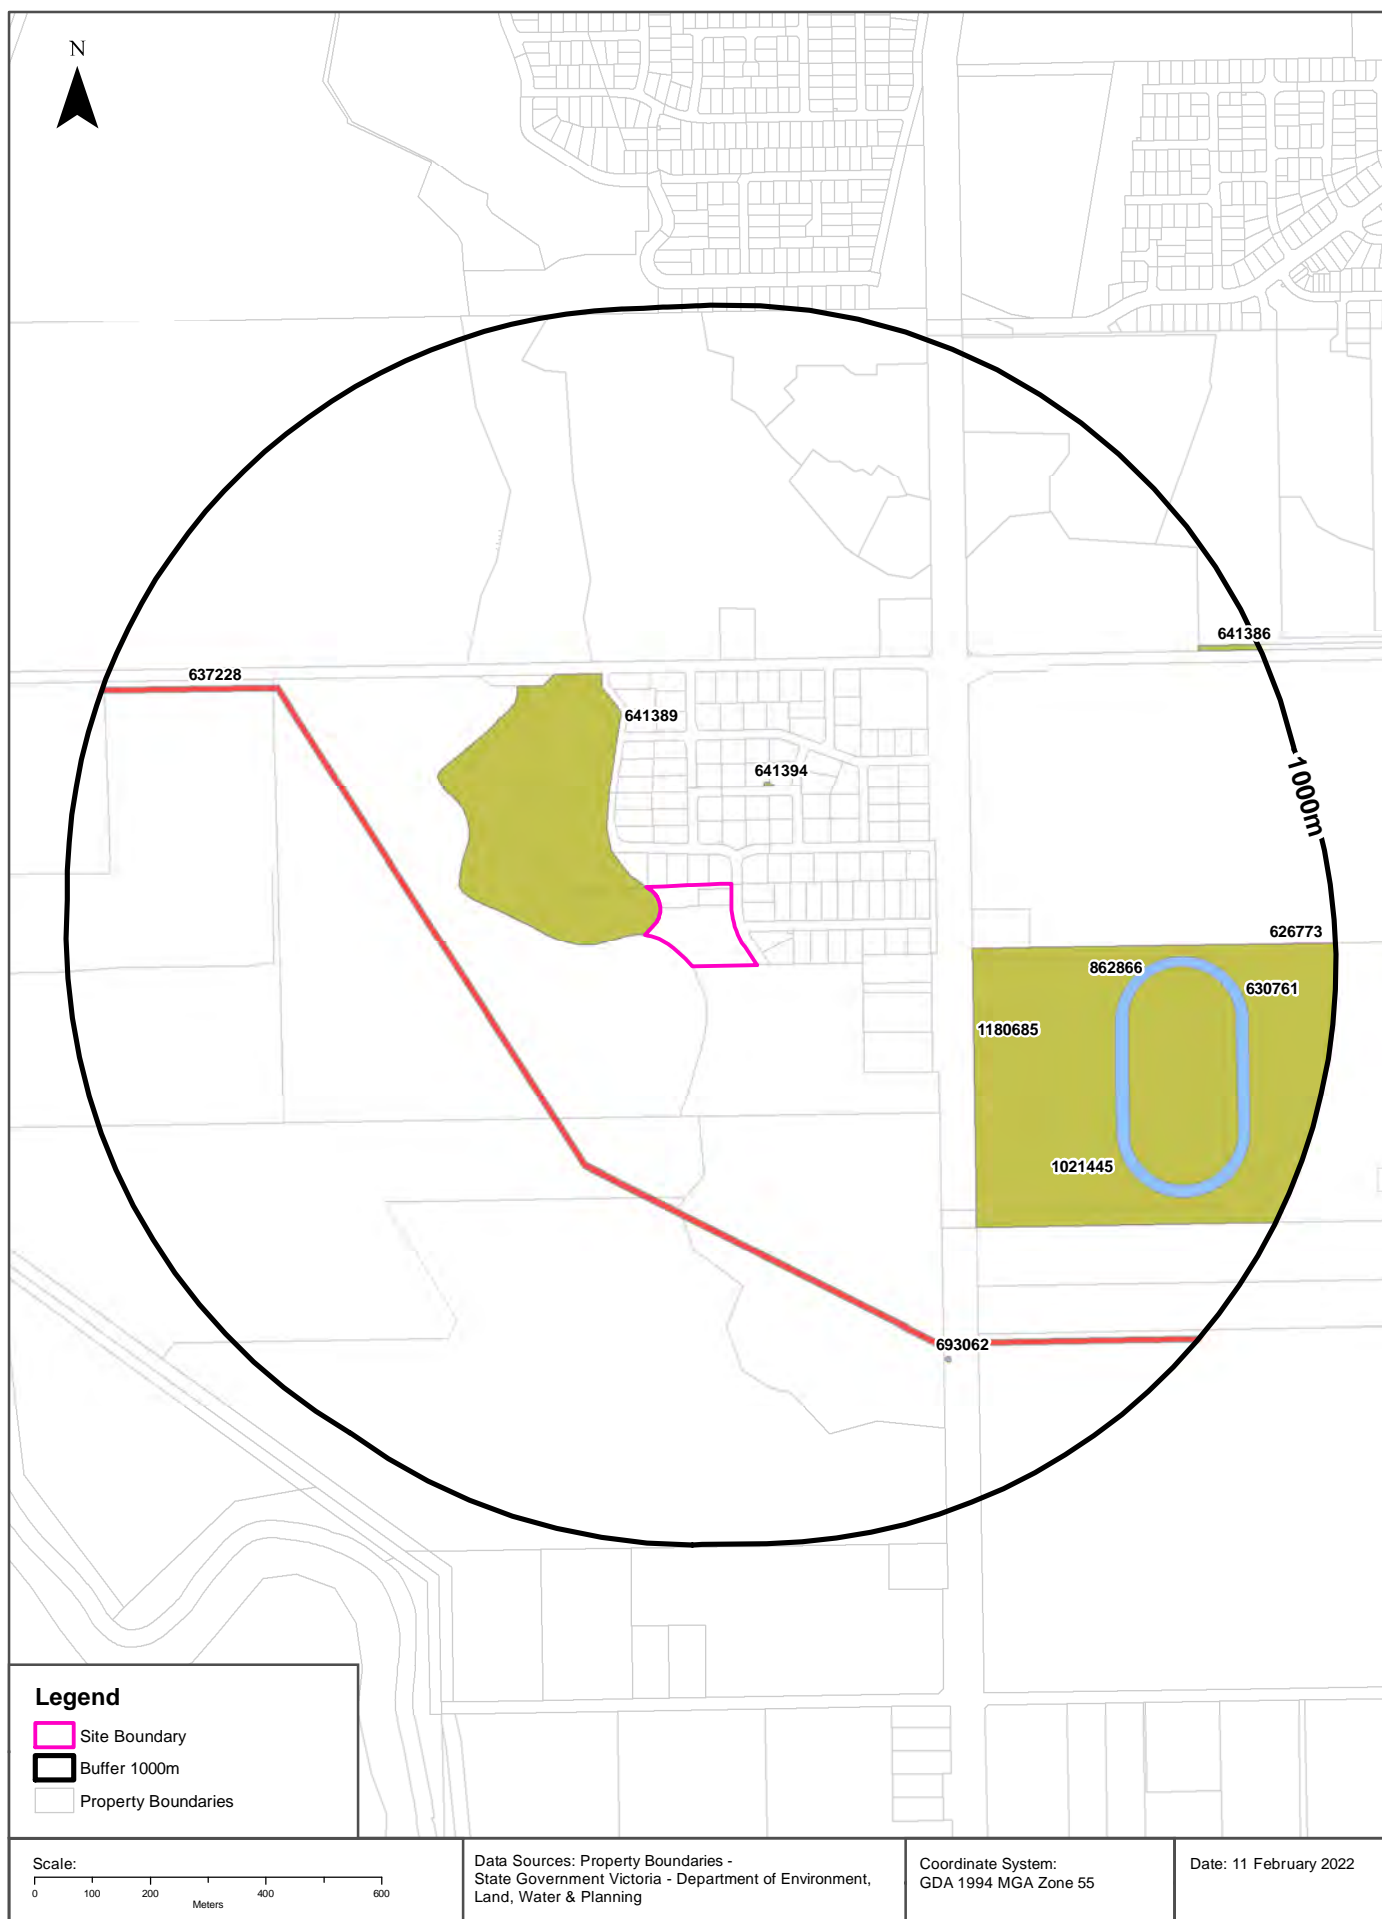 N
641386
637228
641389
641394
1000m
626773
862866
630761
1180685
1021445
693062
Legend
Site Boundary
Buffer 1000m
Property Boundaries
Scale:
0 100 200 400 600
Meters
Data Sources: Property Boundaries -
State Government Victoria - Department of Environment,
Land, Water & Planning
Coordinate System:
GDA 1994 MGA Zone 55
Date: 11 February 2022